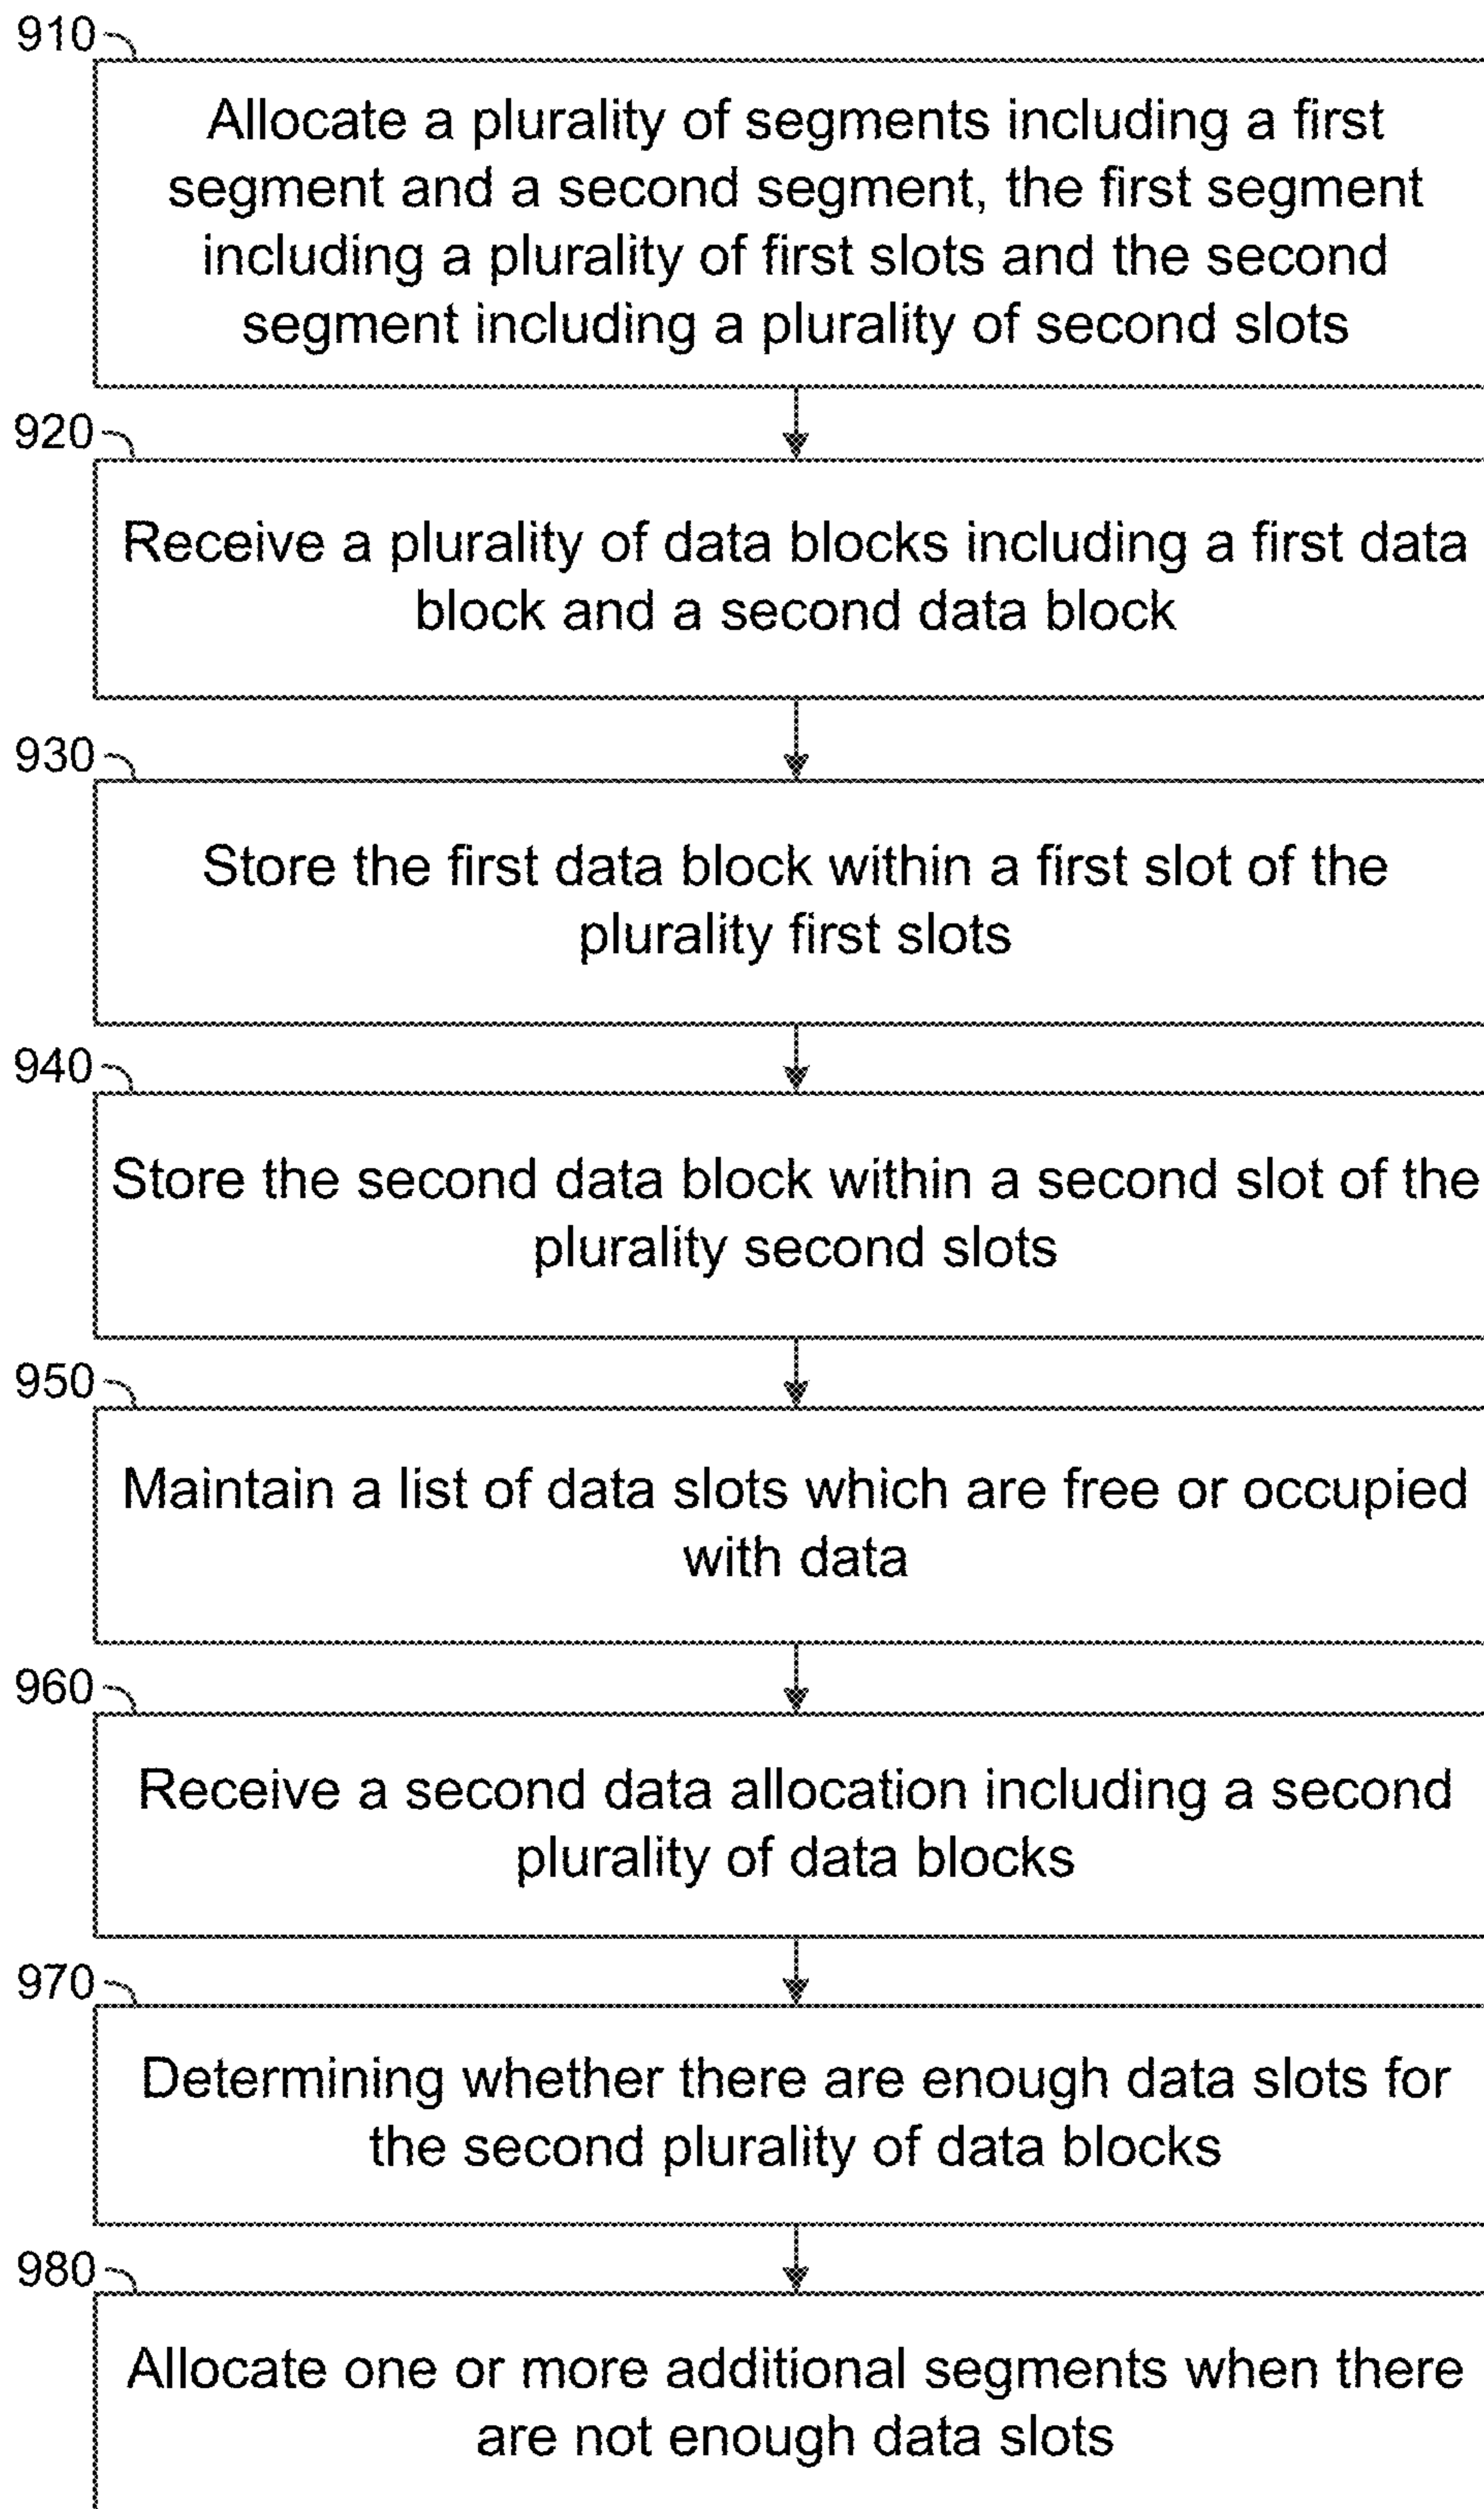 910
Allocate a plurality of segments including a first
segment and a second segment, the first segment
including a plurality of first slots and the second
segment including a plurality of second slots
920
Receive a plurality of data blocks including a first data
block and a second data block
930
Store the first data block within a first slot of the
plurality first slots
940
Store the second data block within a second slot of the
plurality second slots
950
Maintain a list of data slots which are free or occupied
with data
960
Receive a second data allocation including a second
plurality of data blocks
970
Determining whether there are enough data slots for
the second plurality of data blocks
980
Allocate one or more additional segments when there
are not enough data slots